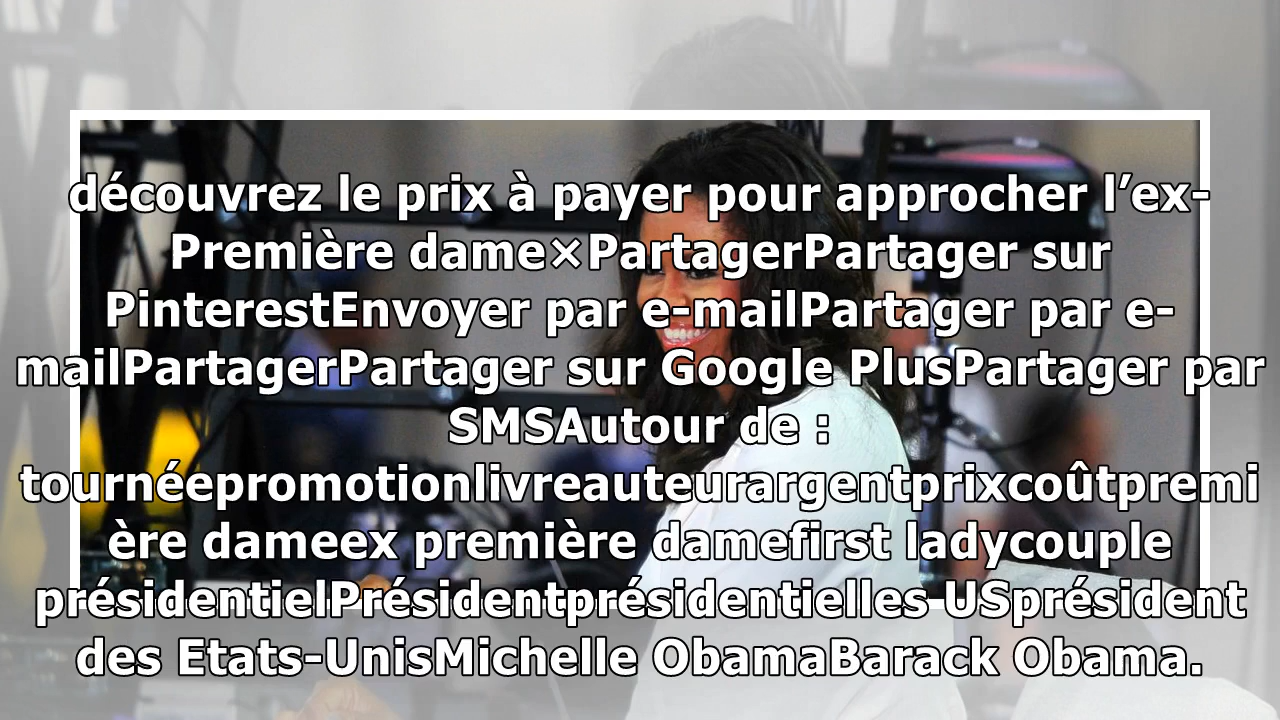 découvrez le prix à payer pour approcher l’ex-
Première dame×PartagerPartager sur
PinterestEnvoyer par e-mailPartager par e-
mailPartagerPartager sur Google PlusPartager par
SMSAutour de :
tournéepromotionlivreauteurargentprixcoûtpremi
ère dameex première damefirst ladycouple
présidentielPrésidentprésidentielles USprésident
des Etats-UnisMichelle ObamaBarack Obama.